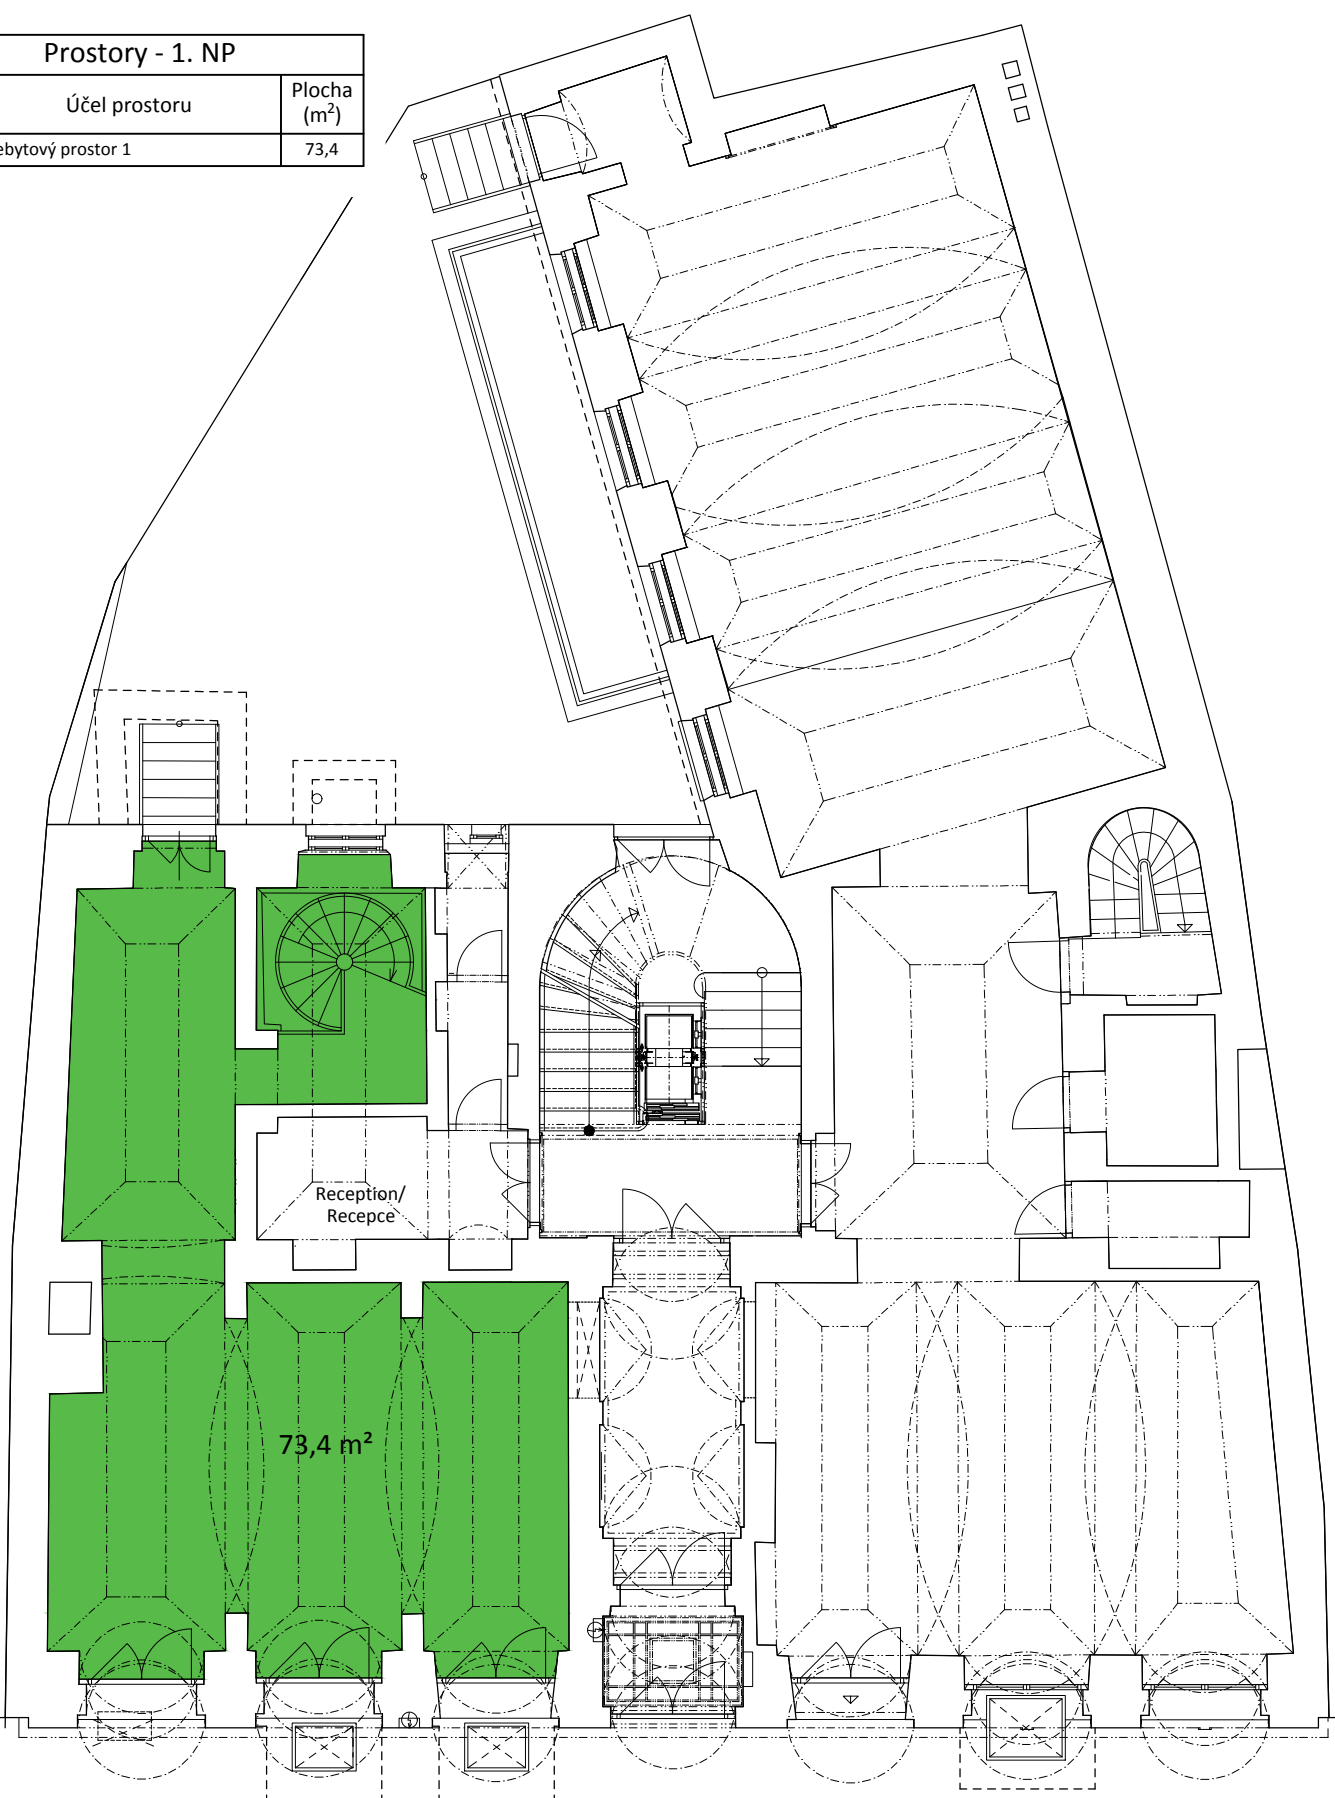 Prostory - 1. NP
Účel prostoru
Plocha
(m²)
ebytový prostor 1
73,4
Reception/
Recepce
73,4 m²